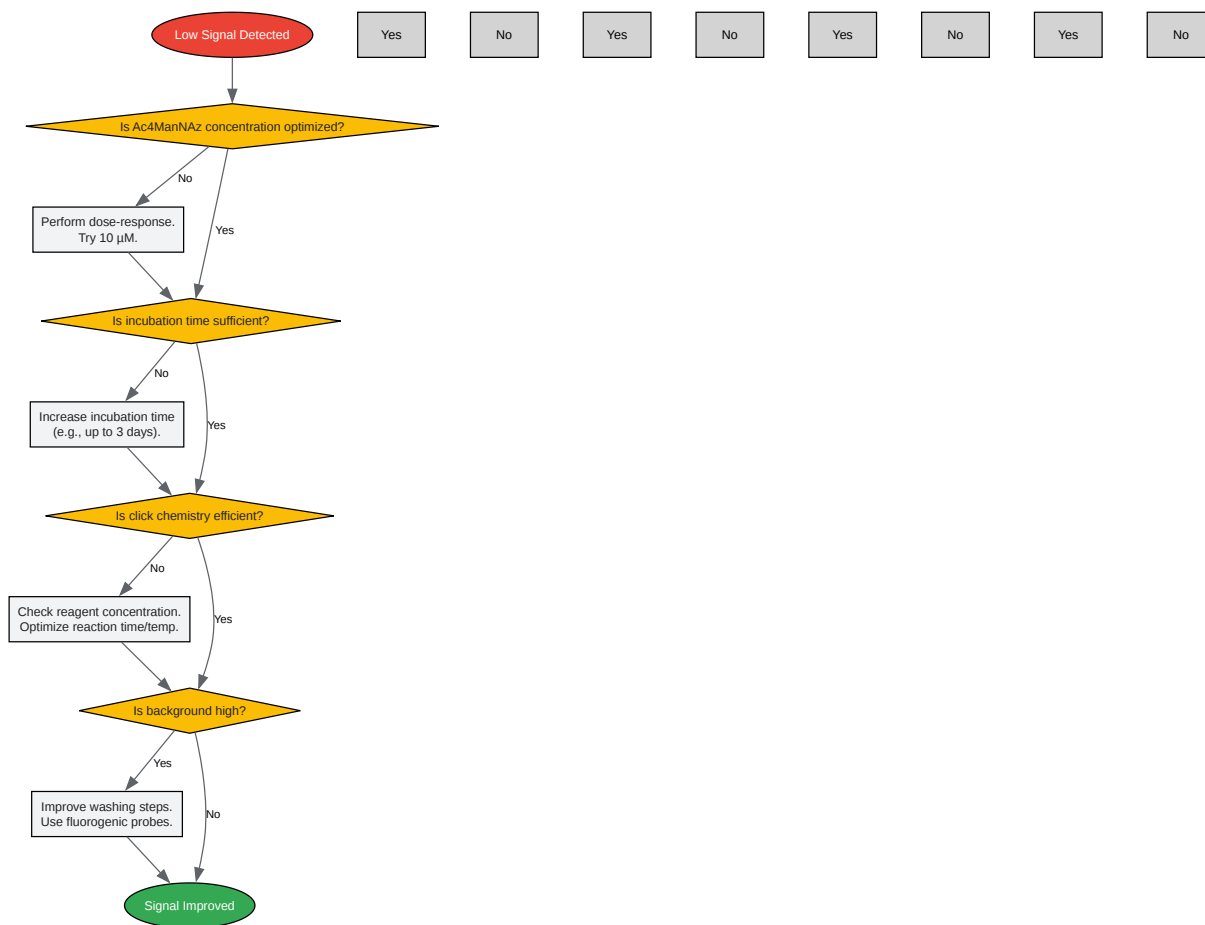 Low Signal Detected
Yes
No
Yes
No
Yes
No
Yes
No
Is Ac4ManNAz concentration optimized?
No
Perform dose-response.
Try 10 µM.
Yes
Is incubation time sufficient?
No
Increase incubation time
(e.g., up to 3 days).
Yes
Is click chemistry efficient?
No
Check reagent concentration.
Optimize reaction time/temp.
Yes
Is background high?
Yes
Improve washing steps.
Use fluorogenic probes.
No
Signal Improved